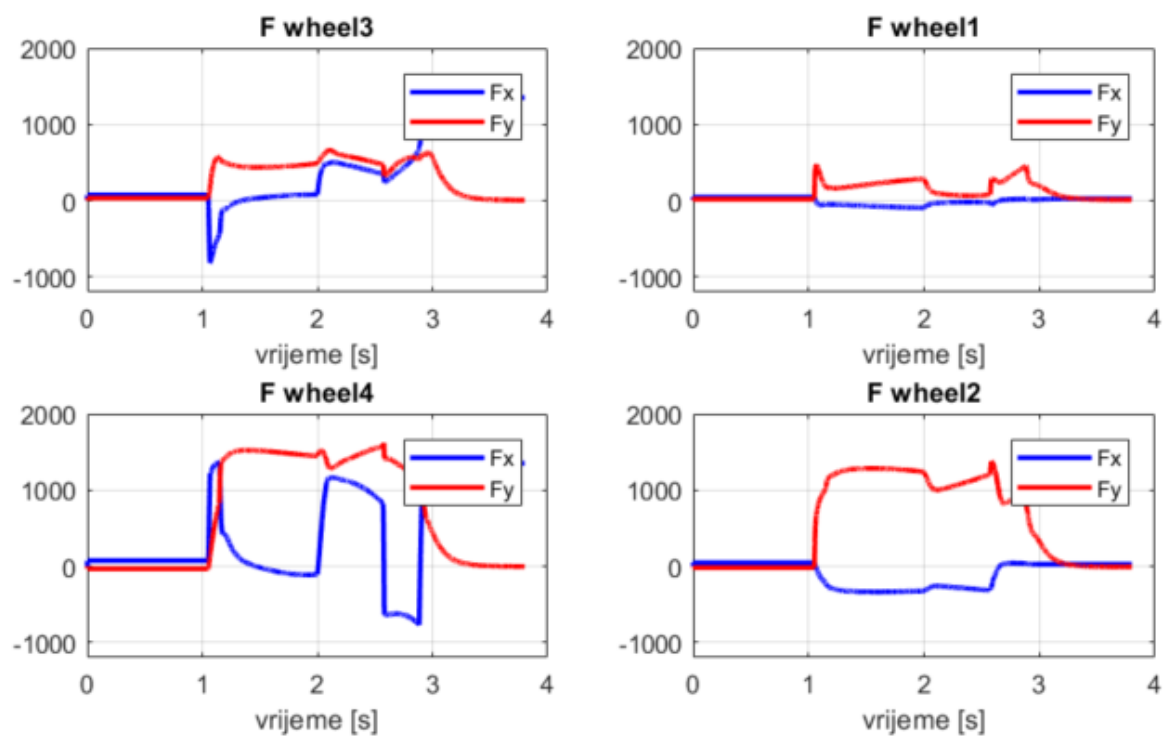 F wheel3
2000
1000
0
-1000
0 1 2 3 4
vrijeme [s]
Fx
Fy
F wheel1
2000
1000
0
-1000
0 1 2 3 4
vrijeme [s]
Fx
Fy
F wheel4
2000
1000
0
-1000
0 1 2 3 4
vrijeme [s]
Fx
Fy
F wheel2
2000
1000
0
-1000
0 1 2 3 4
vrijeme [s]
Fx
Fy